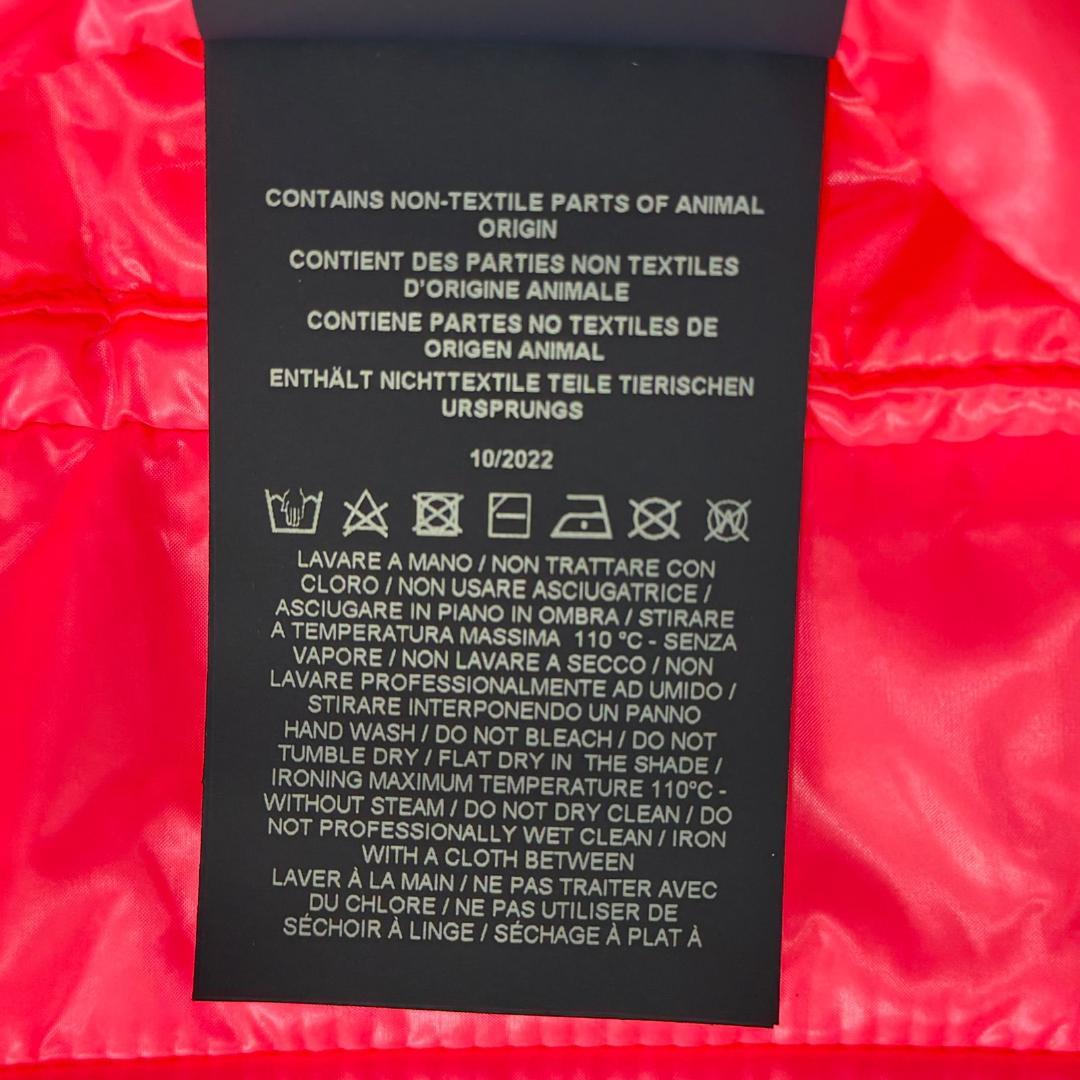 CONTAINS NON-TEXTILE PARTS OF ANIMAL
ORIGIN
CONTIENT DES PARTIES NON TEXTILES
D'ORIGINE ANIMALE
CONTIENE PARTES NO TEXTILES DE
ORIGEN ANIMAL
ENTHÄLT NICHTTEXTILE TEILE TIERISCHEN
URSPRUNGS
10/2022
LAVARE A MANO / NON TRATTARE CON
CLORO / NON USARE ASCIUGATRICE /
ASCIUGARE IN PIANO IN OMBRA / STIRARE
A TEMPERATURA MASSIMA 110 °C - SENZA
VAPORE / NON LAVARE A SECCO / NON
LAVARE PROFESSIONALMENTE AD UMIDO /
STIRARE INTERPONENDO UN PANNO
HAND WASH / DO NOT BLEACH / DO NOT
TUMBLE DRY / FLAT DRY IN THE SHADE /
IRONING MAXIMUM TEMPERATURE 110°C -
WITHOUT STEAM / DO NOT DRY CLEAN / DO
NOT PROFESSIONALLY WET CLEAN / IRON
WITH A CLOTH BETWEEN
LAVER À LA MAIN / NE PAS TRAITER AVEC
DU CHLORE / NE PAS UTILISER DE
SÉCHOIR À LINGE / SÉCHAGE À PLAT À